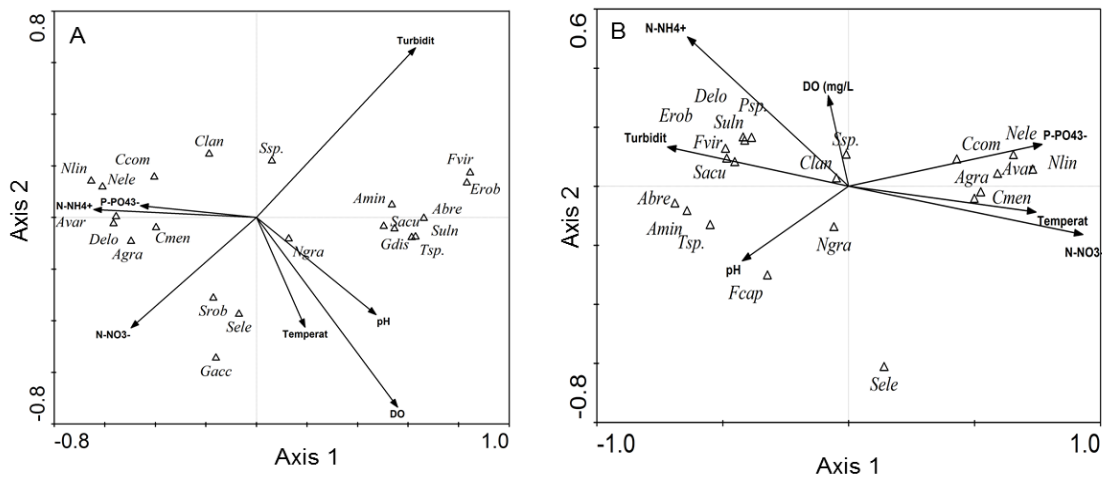 A
0.8
Turbidit
Clan
Ssp.
Ccom
Nlin
Nele
Fvir
Erob
N-NH4+
P-PO43-
Amin
Abre
Avar
Sacu
Suln
Delo
Cmen
Gdis
Tsp.
Agra
Ngra
Srob
Sele
N-NO3-
Temperat
pH
Gacc
DO
-0.8
-0.8
1.0
Axis 1
Axis 2
B
0.6
N-NH4+
DO (mg/L
Delo
Psp.
Erob
Suln
Turbidit
Fvir
Ssp.
Ccom
Nele
P-PO43-
Sacu
Clan
Agra
Avar
Nlin
Abre
Cmen
Amin
Temperat
Tsp.
Ngra
N-NO3-
pH
Fcap
Sele
-0.8
-1.0
1.0
Axis 1
Axis 2